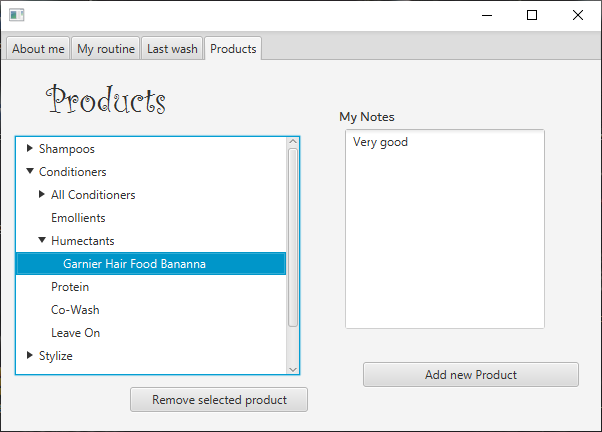 About me My routine Last wash Products
Products
Shampoos
Conditioners
All Conditioners
Emollients
Humectants
Garnier Hair Food Bananna
Protein
Co-Wash
Leave On
Stylize
Remove selected product
My Notes
Very good
Add new Product